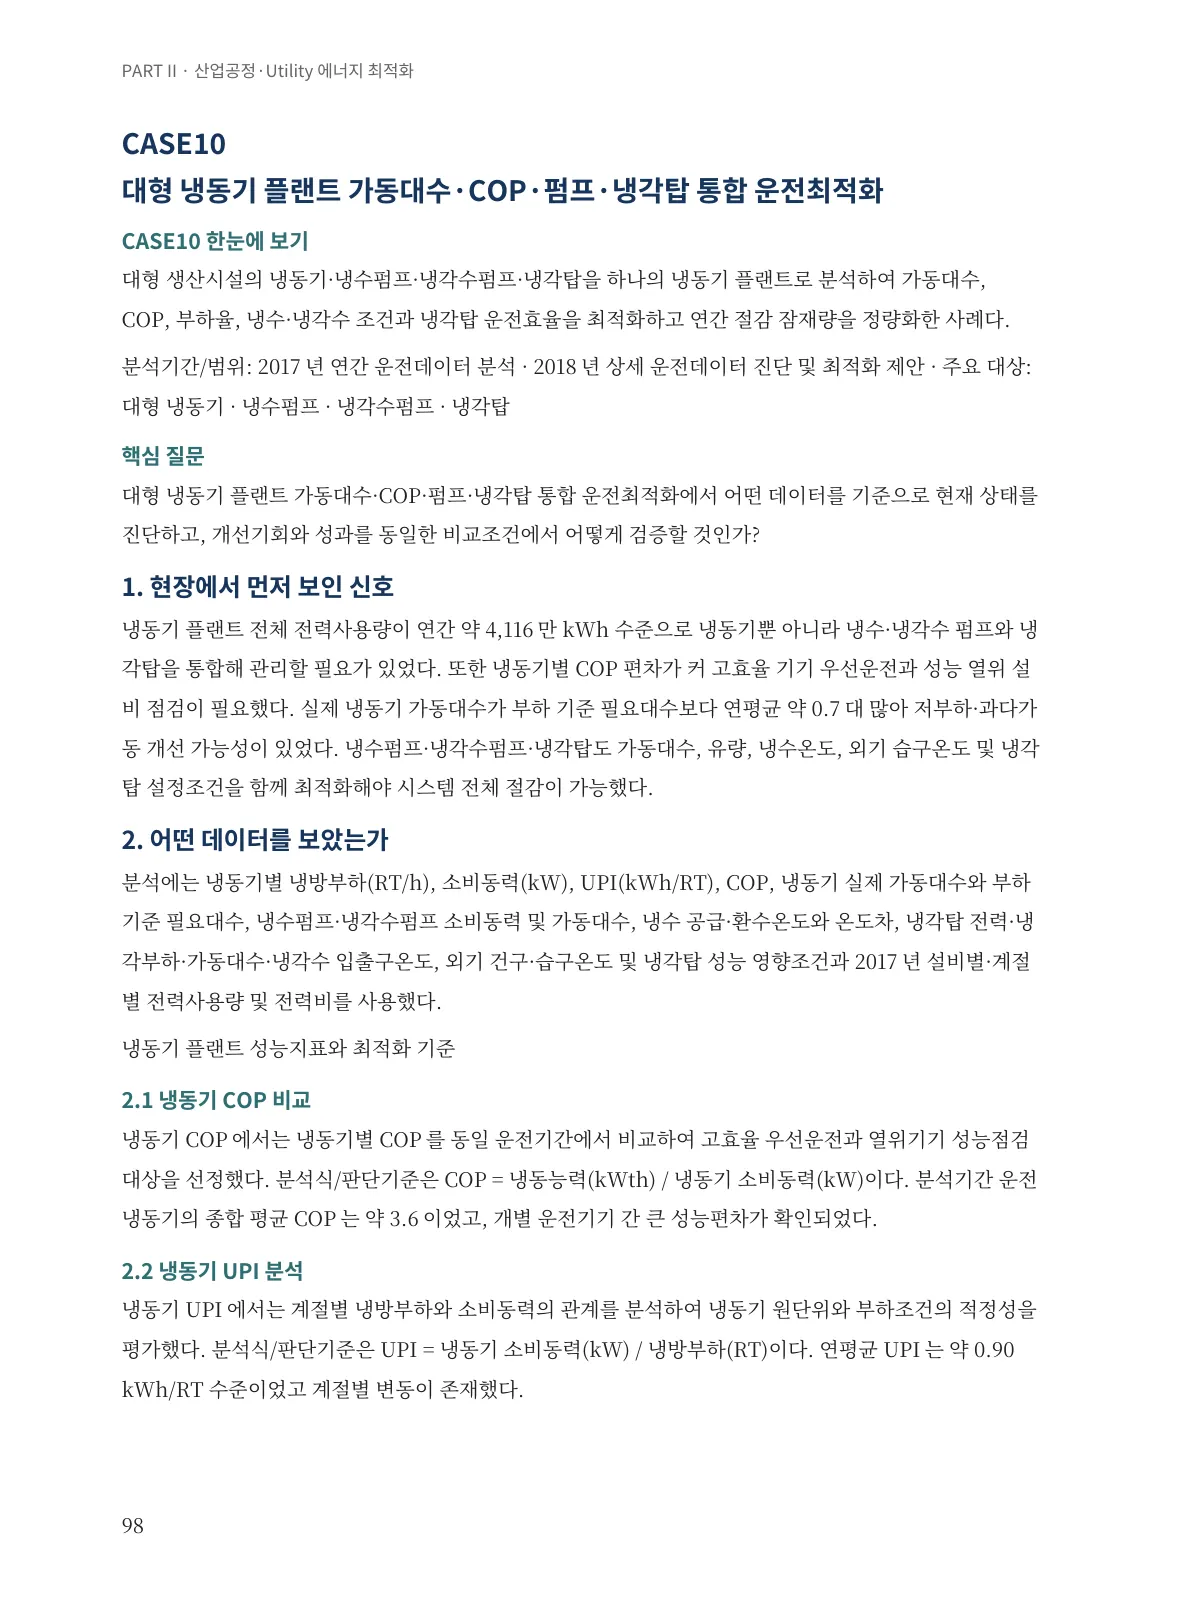 PART II · 산업공정·Utility 에너지 최적화
CASE10
대형 냉동기 플랜트 가동대수·COP·펌프·냉각탑 통합 운전최적화
CASE10 한눈에 보기
대형 생산시설의 냉동기·냉수펌프·냉각수펌프·냉각탑을 하나의 냉동기 플랜트로 분석하여 가동대수,
COP, 부하율, 냉수·냉각수 조건과 냉각탑 운전효율을 최적화하고 연간 절감 잠재량을 정량화한 사례다.
분석기간/범위: 2017 년 연간 운전데이터 분석 · 2018 년 상세 운전데이터 진단 및 최적화 제안 · 주요 대상:
대형 냉동기 · 냉수펌프 · 냉각수펌프 · 냉각탑
핵심 질문
대형 냉동기 플랜트 가동대수·COP·펌프·냉각탑 통합 운전최적화에서 어떤 데이터를 기준으로 현재 상태를
진단하고, 개선기회와 성과를 동일한 비교조건에서 어떻게 검증할 것인가?
1. 현장에서 먼저 보인 신호
냉동기 플랜트 전체 전력사용량이 연간 약 4,116 만 kWh 수준으로 냉동기뿐 아니라 냉수·냉각수 펌프와 냉
각탑을 통합해 관리할 필요가 있었다. 또한 냉동기별 COP 편차가 커 고효율 기기 우선운전과 성능 열위 설
비 점검이 필요했다. 실제 냉동기 가동대수가 부하 기준 필요대수보다 연평균 약 0.7 대 많아 저부하·과다가
동 개선 가능성이 있었다. 냉수펌프·냉각수펌프·냉각탑도 가동대수, 유량, 냉수온도, 외기 습구온도 및 냉각
탑 설정조건을 함께 최적화해야 시스템 전체 절감이 가능했다.
2. 어떤 데이터를 보았는가
분석에는 냉동기별 냉방부하(RT/h), 소비동력(kW), UPI(kWh/RT), COP, 냉동기 실제 가동대수와 부하
기준 필요대수, 냉수펌프·냉각수펌프 소비동력 및 가동대수, 냉수 공급·환수온도와 온도차, 냉각탑 전력·냉
각부하·가동대수·냉각수 입출구온도, 외기 건구·습구온도 및 냉각탑 성능 영향조건과 2017 년 설비별·계절
별 전력사용량 및 전력비를 사용했다.
냉동기 플랜트 성능지표와 최적화 기준
2.1 냉동기 COP 비교
냉동기 COP 에서는 냉동기별 COP 를 동일 운전기간에서 비교하여 고효율 우선운전과 열위기기 성능점검
대상을 선정했다. 분석식/판단기준은 COP = 냉동능력(kWth) / 냉동기 소비동력(kW)이다. 분석기간 운전
냉동기의 종합 평균 COP 는 약 3.6 이었고, 개별 운전기기 간 큰 성능편차가 확인되었다.
2.2 냉동기 UPI 분석
냉동기 UPI 에서는 계절별 냉방부하와 소비동력의 관계를 분석하여 냉동기 원단위와 부하조건의 적정성을
평가했다. 분석식/판단기준은 UPI = 냉동기 소비동력(kW) / 냉방부하(RT)이다. 연평균 UPI 는 약 0.90
kWh/RT 수준이었고 계절별 변동이 존재했다.
98